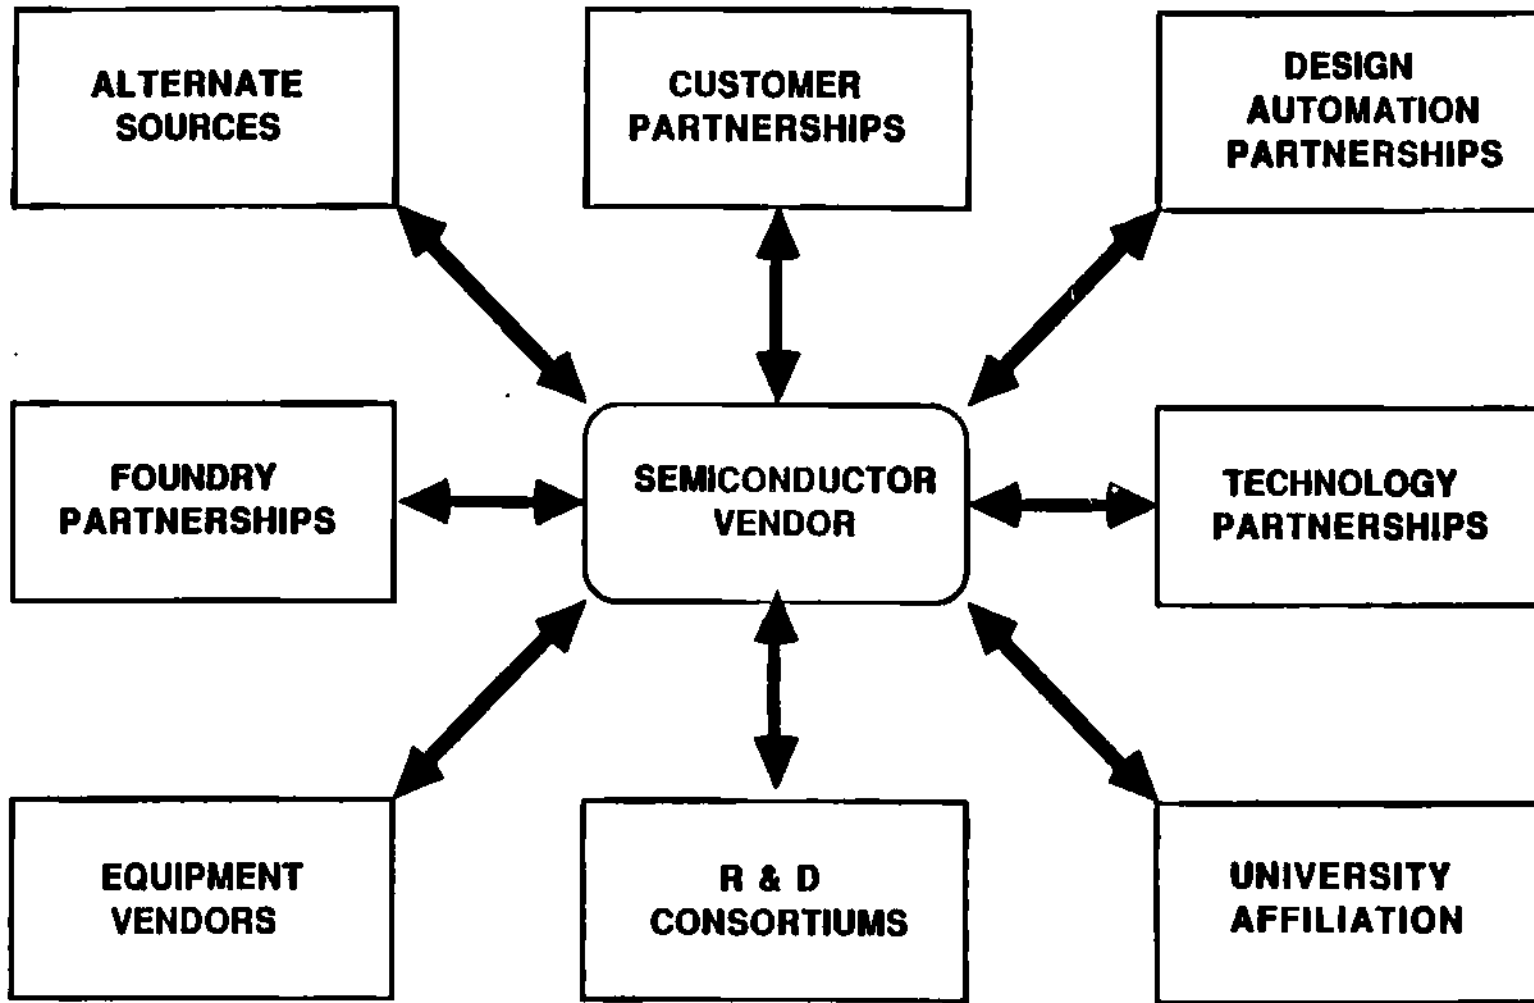 ALTERNATE
SOURCES
CUSTOMER
PARTNERSHIPS
DESIGN
AUTOMATION
PARTNERSHIPS
FOUNDRY
PARTNERSHIPS
SEMICONDUCTOR
VENDOR
TECHNOLOGY
PARTNERSHIPS
EQUIPMENT
VENDORS
R & D
CONSORTIUMS
UNIVERSITY
AFFILIATION